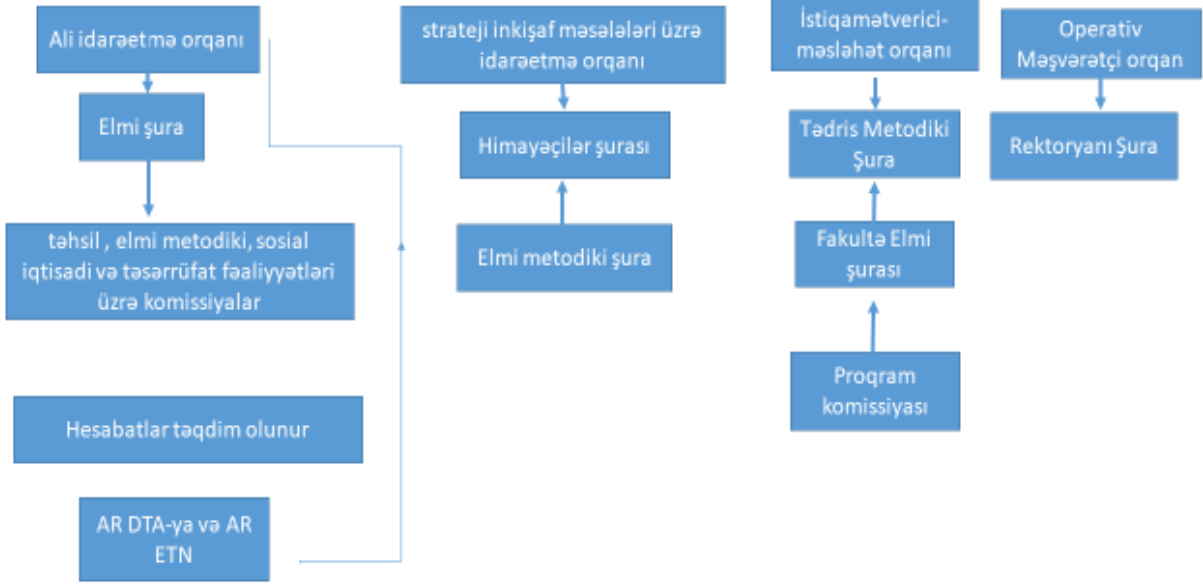 Ali idarəetmə orqanı
Elmi şura
təhsil , elmi metodiki, sosial
iqtisadi və təsərrüfat fəaliyyətləri
üzrə komissiyalar
Hesabatlar təqdim olunur
AR DTA-ya və AR
ETN
strateji inkişaf məsələləri üzrə
idarəetmə orqanı
Himayəçilər şurası
Elmi metodiki şura
İstiqamətverici-
məsləhət orqanı
Tədris Metodiki
Şura
Fakultə Elmi
şurası
Proqram
komissiyası
Operativ
Məşvərətçi orqan
Rektoryanı Şura